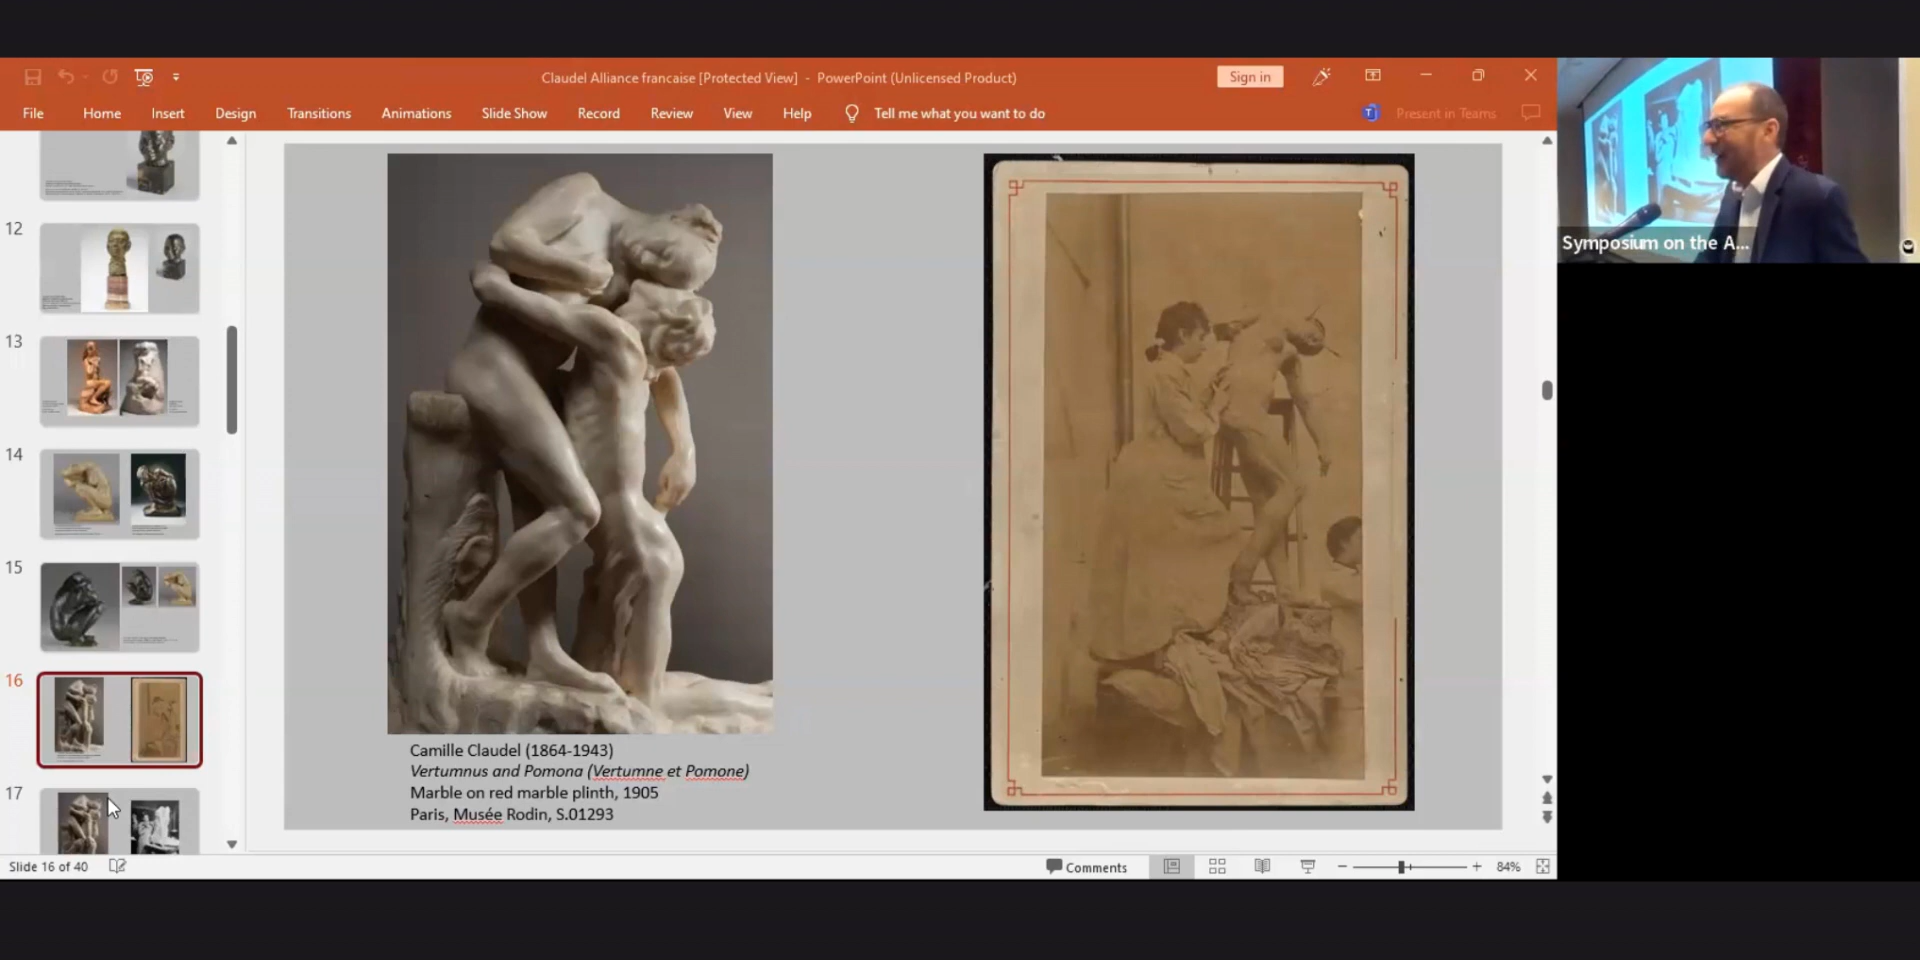 Claudel Alliance francaise [Protected View] - PowerPoint (Unlicensed Product)
Sign in
File Home Insert Design Transitions Animations Slide Show Record Review View Help Tell me what you want to do
Present in Teams
12
13
14
15
16
17
Camille Claudel (1864-1943)
Vertumnus and Pomona (Vertumne et Pomone)
Marble on red marble plinth, 1905
Paris, Musée Rodin, S.01293
Symposium on the A...
Slide 16 of 40
Comments
84%